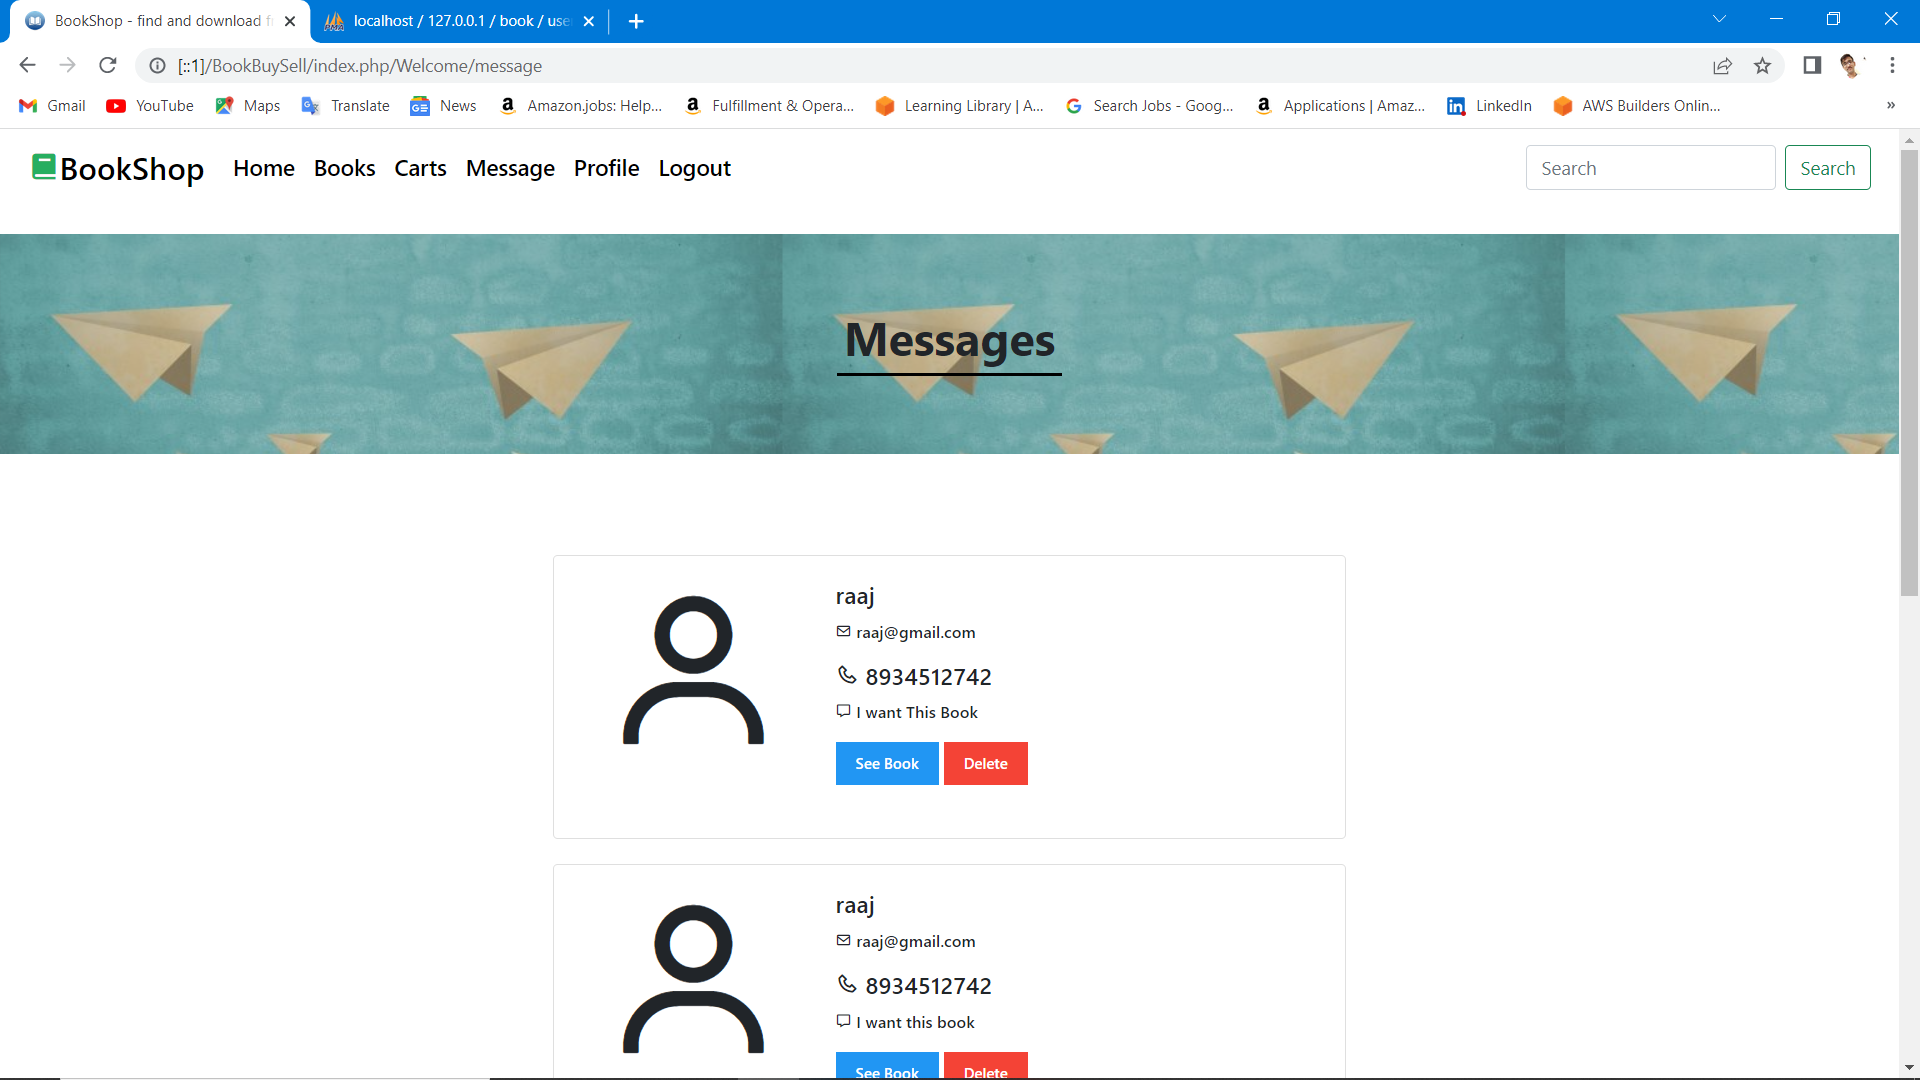 BookShop - find and download f
localhost / 127.0.0.1 / book / use
[::1]/BookBuySell/index.php/Welcome/message
Gmail YouTube Maps Translate News Amazon.jobs: Help... Fulfillment & Opera... Learning Library | A... Search Jobs - Goog... Applications | Amaz... LinkedIn AWS Builders Onlin... »
BookShop Home Books Carts Message Profile Logout Search Search
Messages
raaj
raaj@gmail.com
8934512742
I want This Book
See Book Delete
raaj
raaj@gmail.com
8934512742
I want this book
See Book Delete